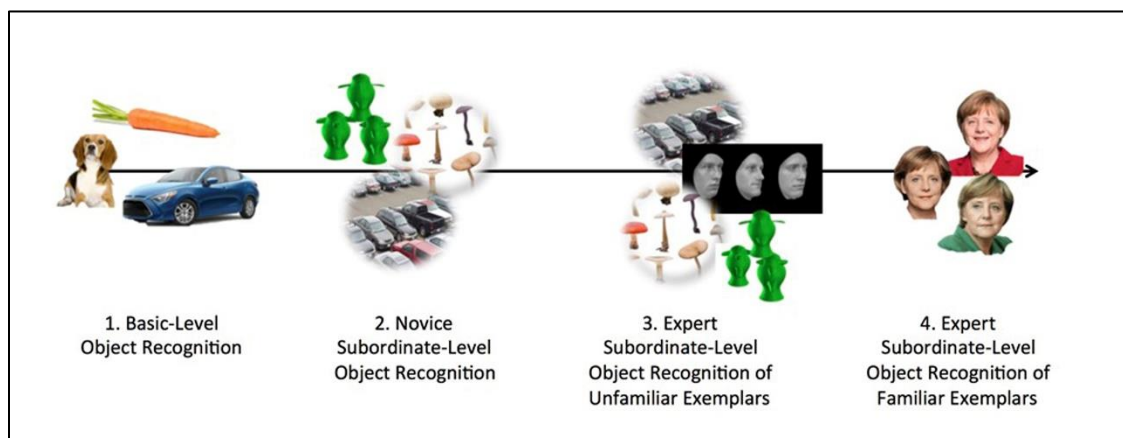 1. Basic-Level
Object Recognition
2. Novice
Subordinate-Level
Object Recognition
3. Expert
Subordinate-Level
Object Recognition of
Unfamiliar Exemplars
4. Expert
Subordinate-Level
Object Recognition of
Familiar Exemplars